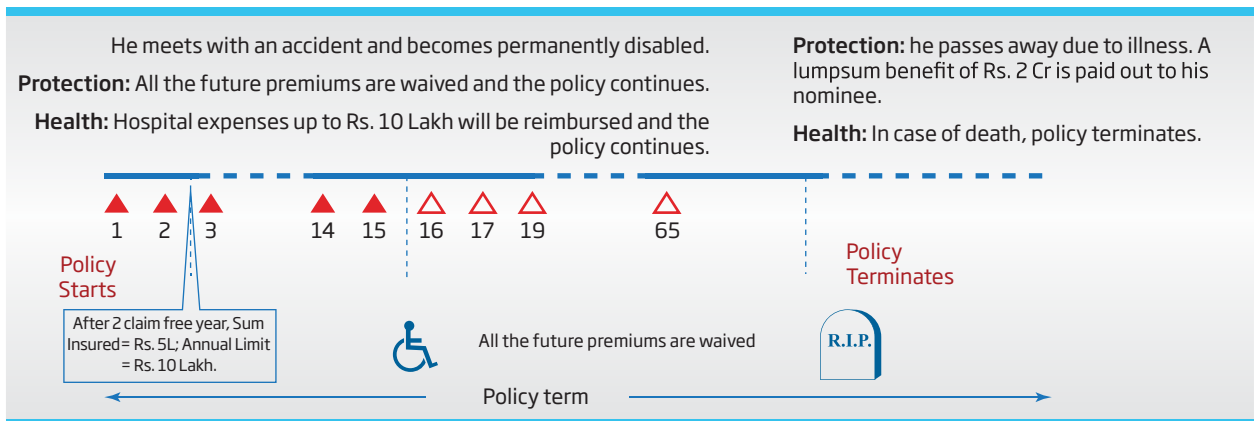 He meets with an accident and becomes permanently disabled.
Protection: All the future premiums are waived and the policy continues.
Health: Hospital expenses up to Rs. 10 Lakh will be reimbursed and the
policy continues.
Protection: he passes away due to illness. A
lumpsum benefit of Rs. 2 Cr is paid out to his
nominee.
Health: In case of death, policy terminates.
1 2 3 14 15 16 17 19 65
Policy
Starts
Policy
Terminates
After 2 claim free year, Sum
Insured= Rs. 5L; Annual Limit
= Rs. 10 Lakh.
All the future premiums are waived
R.I.P.
Policy term